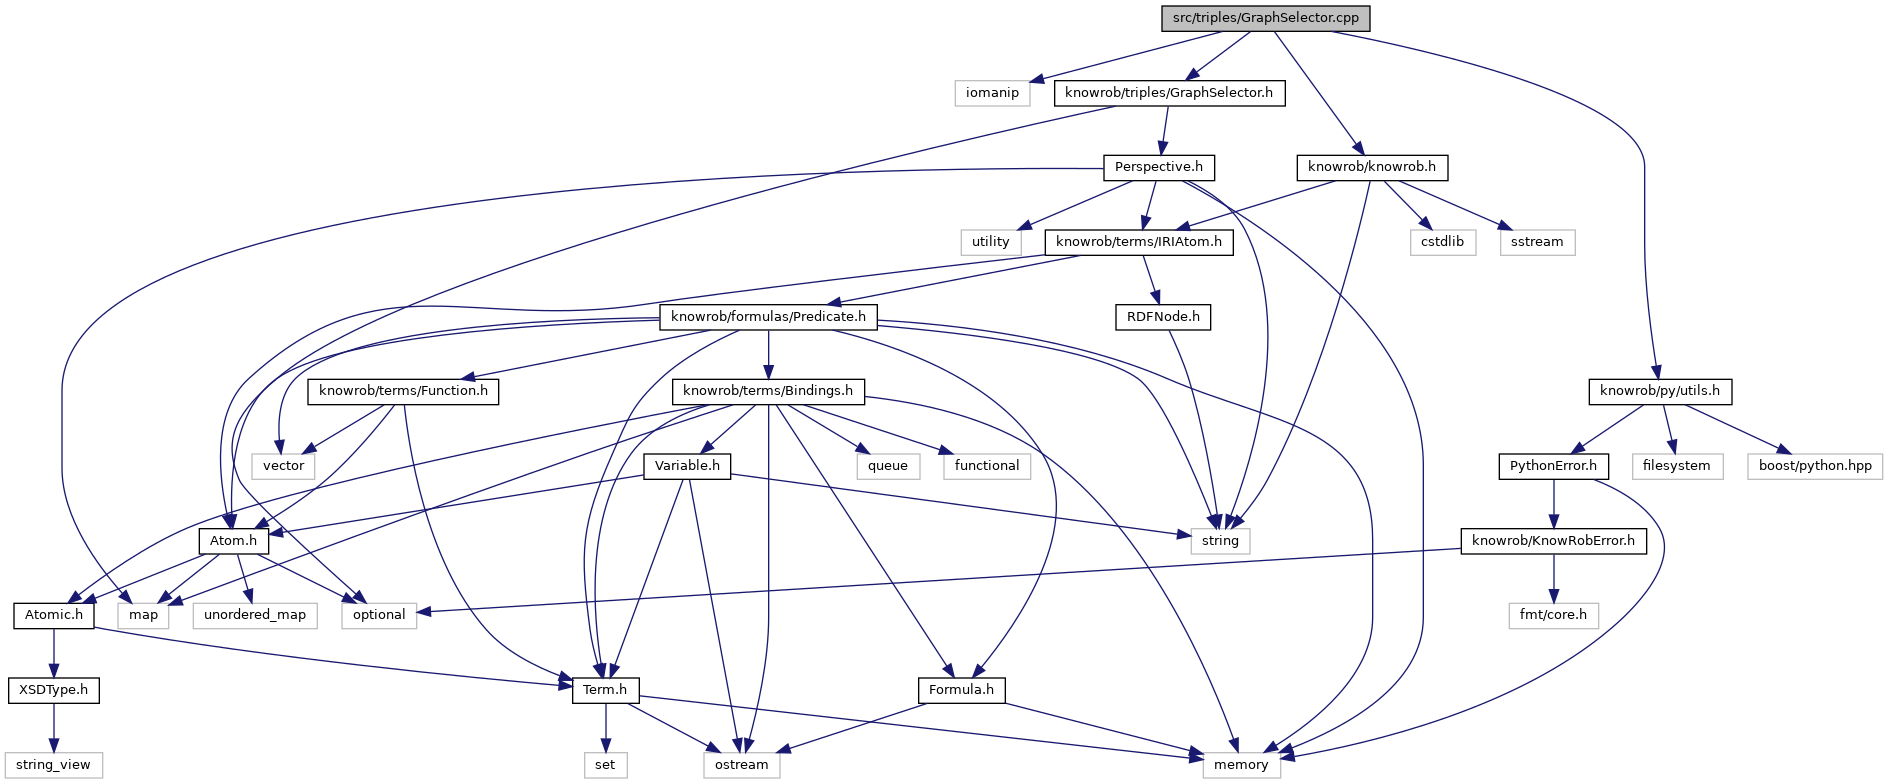 src/triples/GraphSelector.cpp
iomanip
knowrob/triples/GraphSelector.h
Perspective.h
knowrob/knowrob.h
utility
knowrob/terms/IRIAtom.h
cstdlib
sstream
knowrob/formulas/Predicate.h
RDFNode.h
knowrob/terms/Function.h
knowrob/terms/Bindings.h
knowrob/py/utils.h
vector
Variable.h
queue
functional
PythonError.h
filesystem
boost/python.hpp
Atom.h
string
knowrob/KnowRobError.h
Atomic.h
map
unordered_map
optional
fmt/core.h
XSDType.h
Term.h
Formula.h
string_view
set
ostream
memory